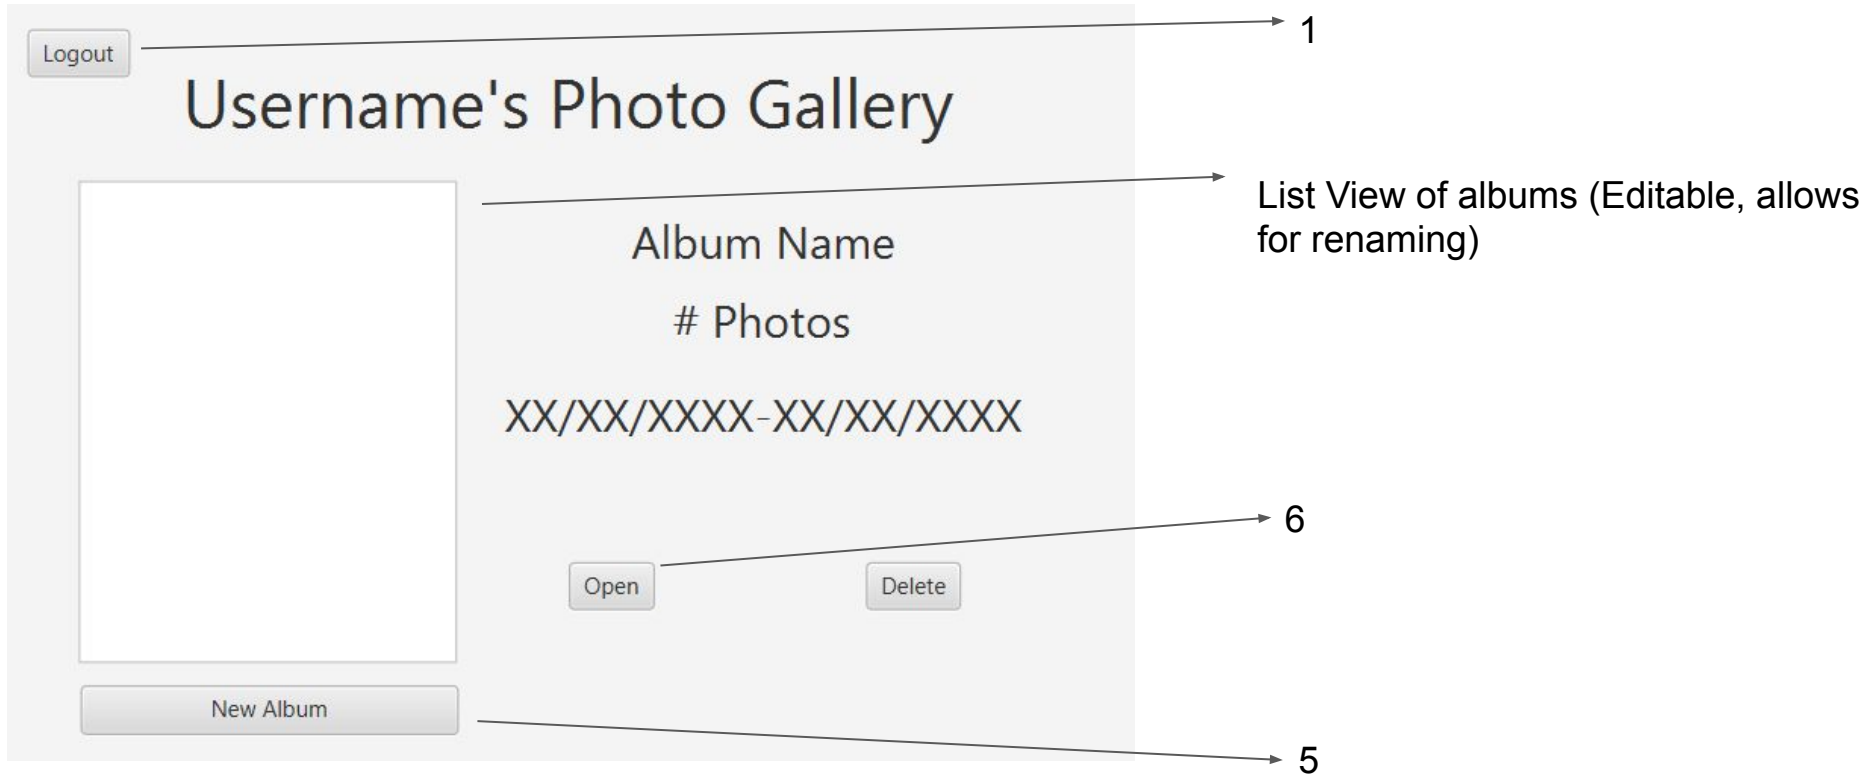 Logout
1
Username's Photo Gallery
List View of albums (Editable, allows
for renaming)
Album Name
# Photos
XX/XX/XXXX-XX/XX/XXXX
6
Open
Delete
New Album
5